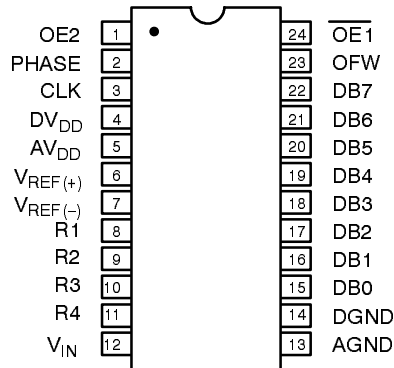 OE2 1 24 OE1
PHASE 2 23 OFW
CLK 3 22 DB7
DVDD 4 21 DB6
AVDD 5 20 DB5
VREF(+) 6 19 DB4
VREF(–) 7 18 DB3
R1 8 17 DB2
R2 9 16 DB1
R3 10 15 DB0
R4 11 14 DGND
VIN 12 13 AGND